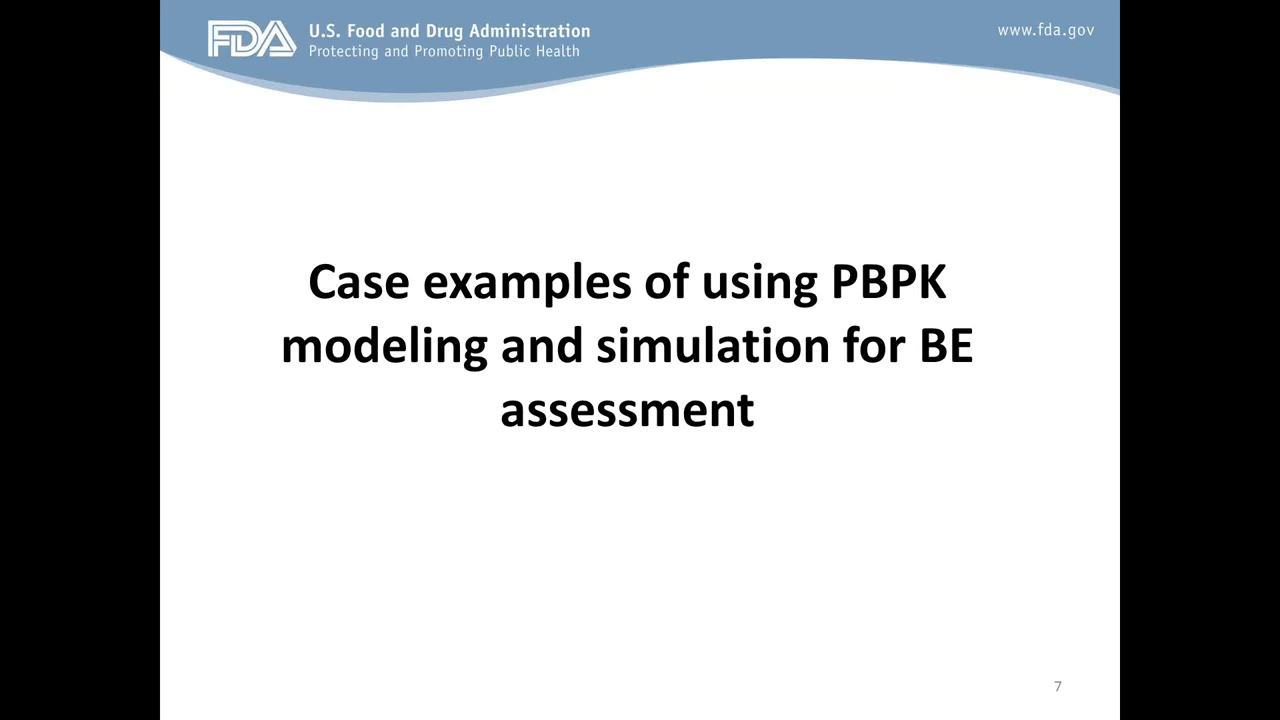 FDA
U.S. Food and Drug Administration
Protecting and Promoting Public Health
www.fda.gov
Case examples of using PBPK
modeling and simulation for BE
assessment
7